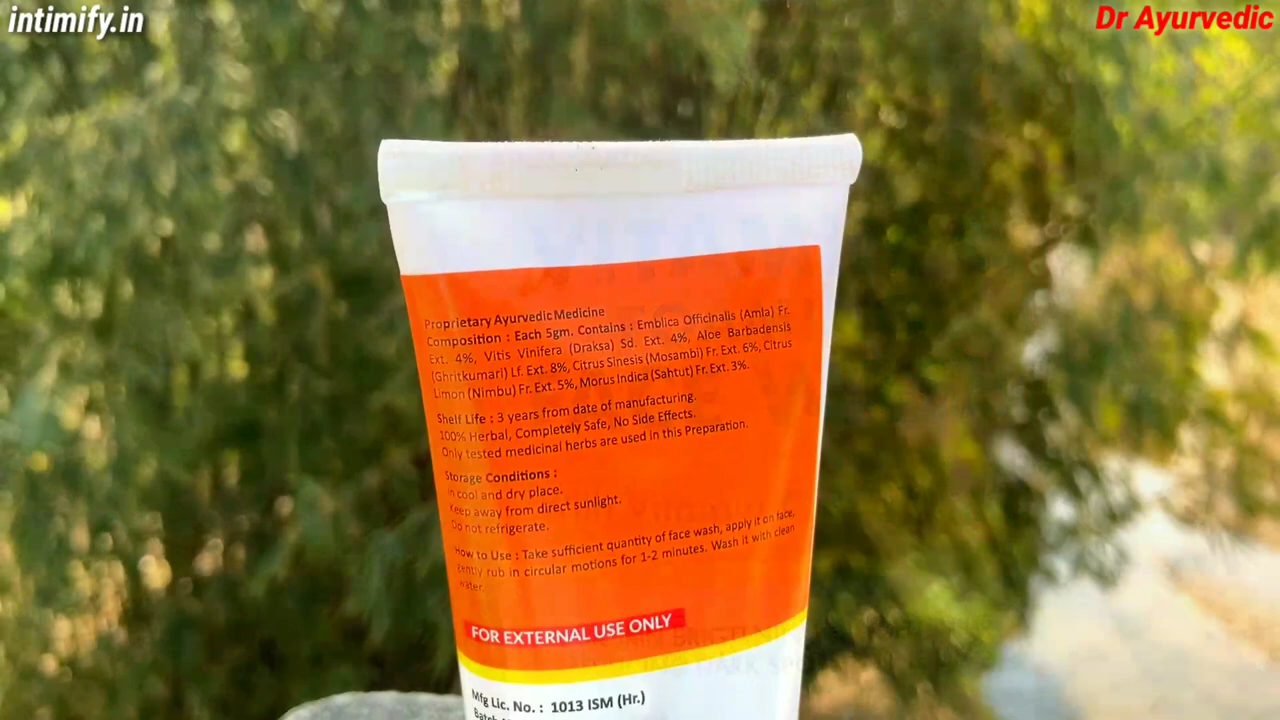 intimify.in
Dr Ayurvedic
Proprietary Ayurvedic Medicine
Composition : Each 5gm. Contains : Emblica Officinalis (Amla) Fr.
Ext. 4%, Vitis Vinifera (Draksa) Sd. Ext. 4%, Aloe Barbadensis
(Ghritkumari) Lf. Ext. 8%, Citrus Sinesis (Mosambi) Fr. Ext. 6%, Citrus
Limon (Nimbu) Fr. Ext. 5%, Morus Indica (Sahtut) Fr. Ext. 3%.
Shelf Life : 3 years from date of manufacturing.
100% Herbal, Completely Safe, No Side Effects.
Only tested medicinal herbs are used in this Preparation.
Storage Conditions :
In cool and dry place.
Keep away from direct sunlight.
Do not refrigerate.
How to Use : Take sufficient quantity of face wash, apply it on face,
gently rub in circular motions for 1-2 minutes. Wash it with clean
water.
FOR EXTERNAL USE ONLY
Mfg Lic. No. : 1013 ISM (Hr.)